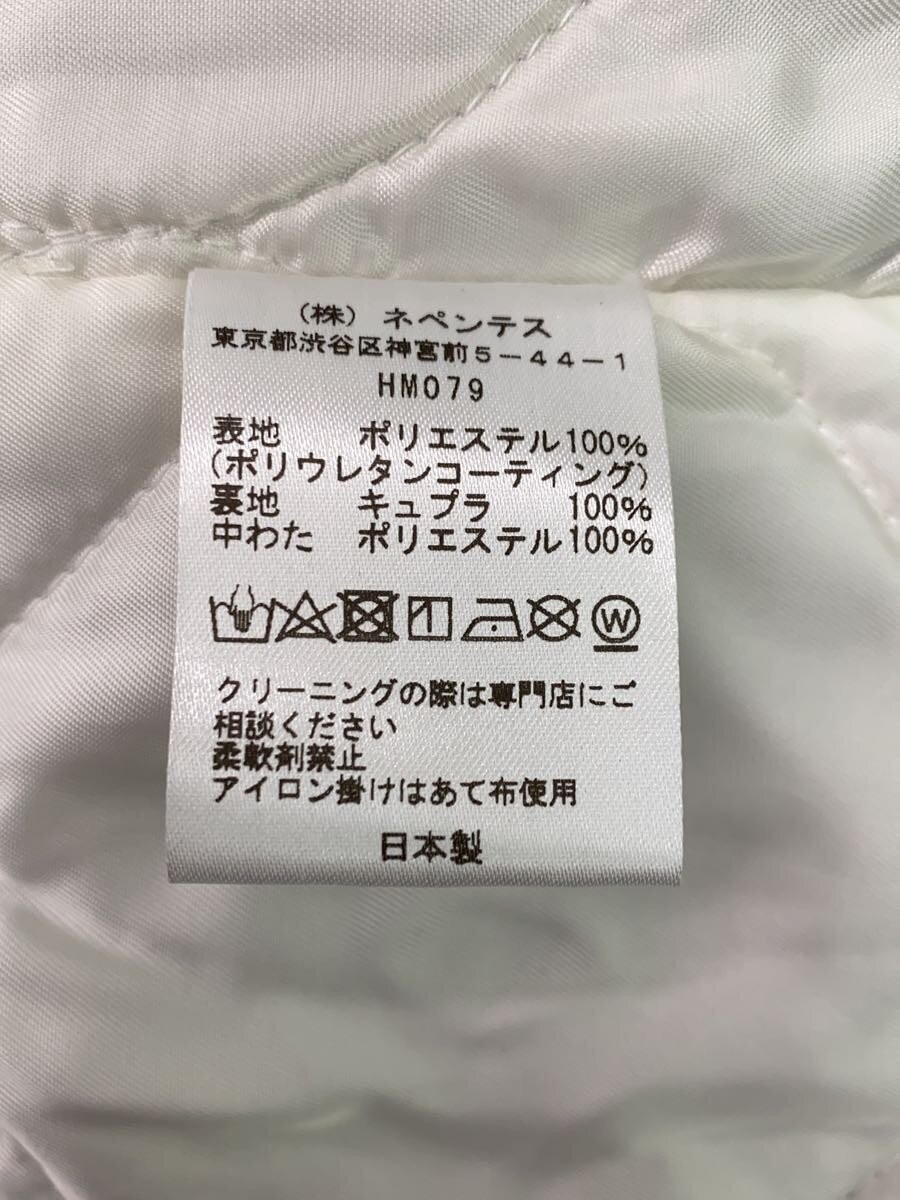 （株）ネペンテス
東京都渋谷区神宮前５−４４−１
HM079
表地　ポリエステル100%
(ポリウレタンコーティング)
裏地　キュプラ　100%
中わた　ポリエステル100%
W
クリーニングの際は専門店にご
相談ください
柔軟剤禁止
アイロン掛けはあて布使用
日本製